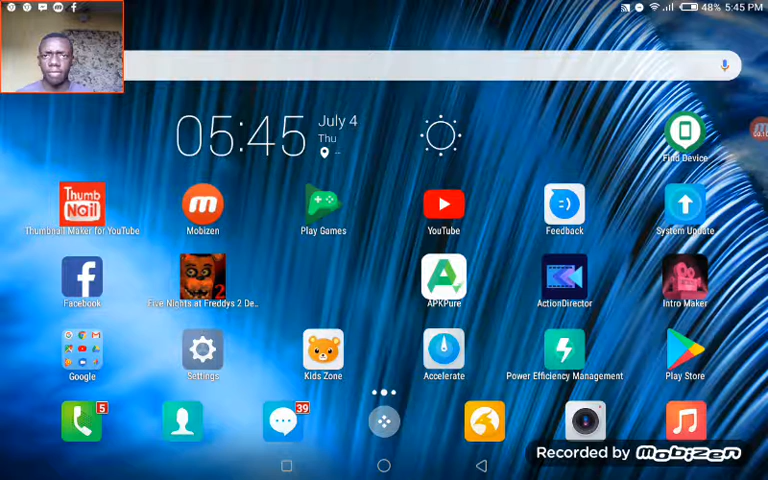 48% 5:45 PM
05:45
July 4
Thu
--
Find Device
Thumb
Nail
Thumbnail Maker for YouTube
Mobizen
Play Games
YouTube
Feedback
System Update
Facebook
2
Five Nights at Freddys 2 De..
APKPure
ActionDirector
Intro Maker
Google
Settings
Kids Zone
Accelerate
Power Efficiency Management
Play Store
5
39
Recorded by mobizen